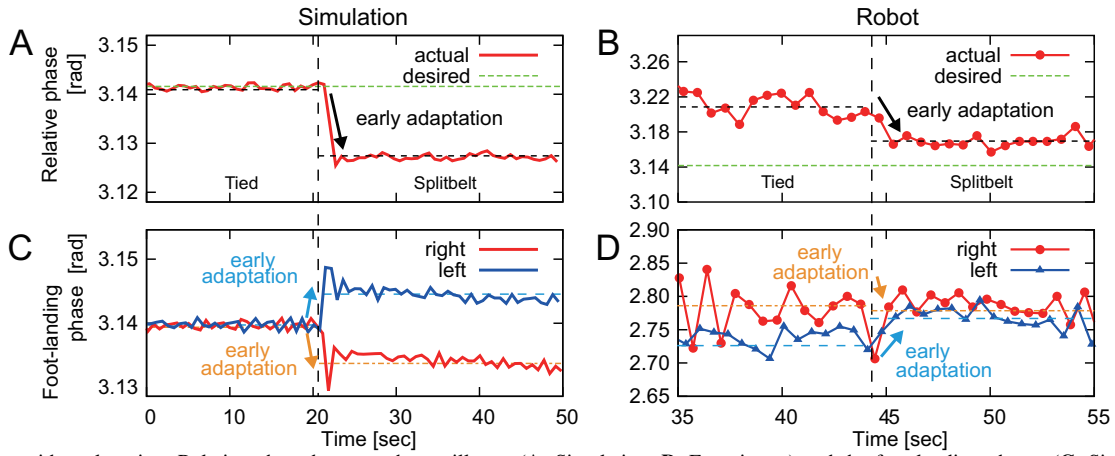 Simulation
Robot
A
Relative phase
[rad]
3.15
3.14
3.13
3.12
actual
desired
early adaptation
Tied
Splitbelt
B
3.26
3.22
3.18
3.14
3.10
actual
desired
early adaptation
Tied
Splitbelt
C
Foot-landing
phase [rad]
3.15
3.14
3.13
right
left
early
adaptation
early
adaptation
0
10
20
30
40
50
Time [sec]
D
2.90
2.85
2.80
2.75
2.70
2.65
right
left
early
adaptation
early
adaptation
35
40
45
50
55
Time [sec]